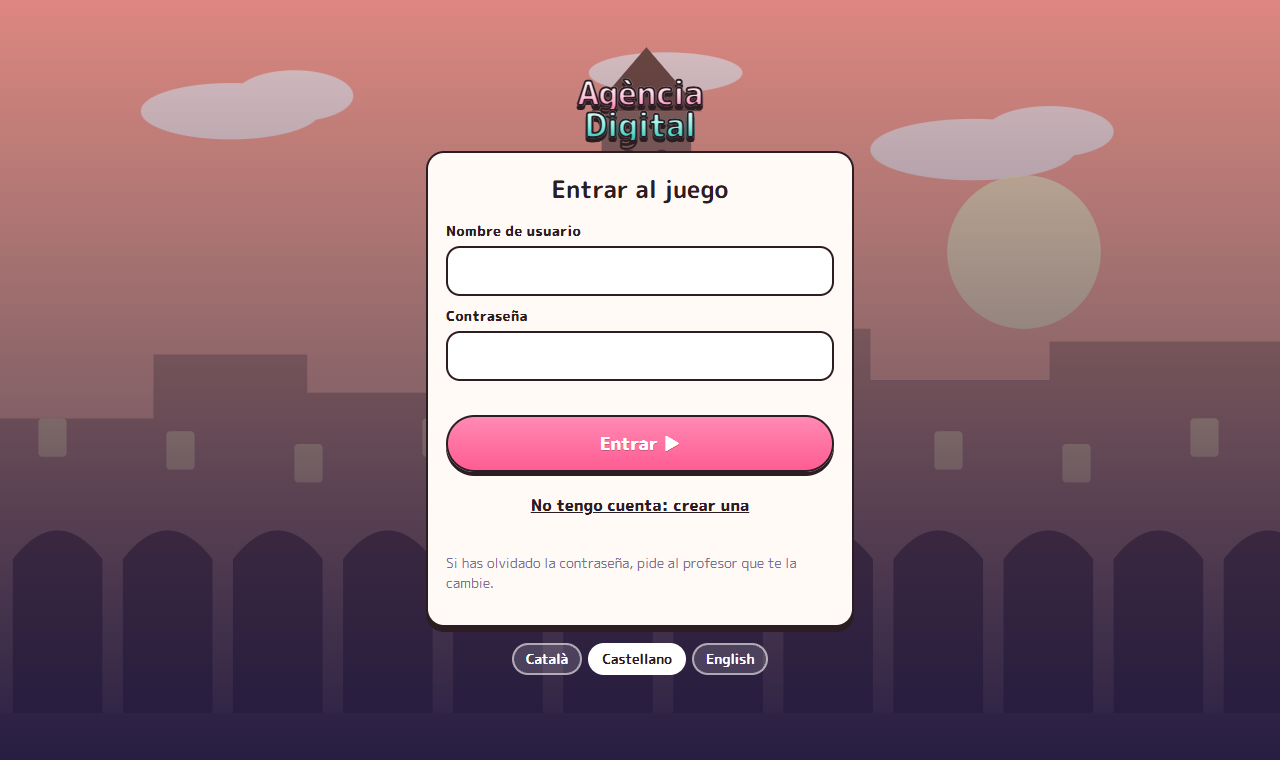 Agència
Digital
Entrar al juego
Nombre de usuario
Contraseña
Entrar ▶
No tengo cuenta: crear una
Si has olvidado la contraseña, pide al profesor que te la
cambie.
Català
Castellano
English